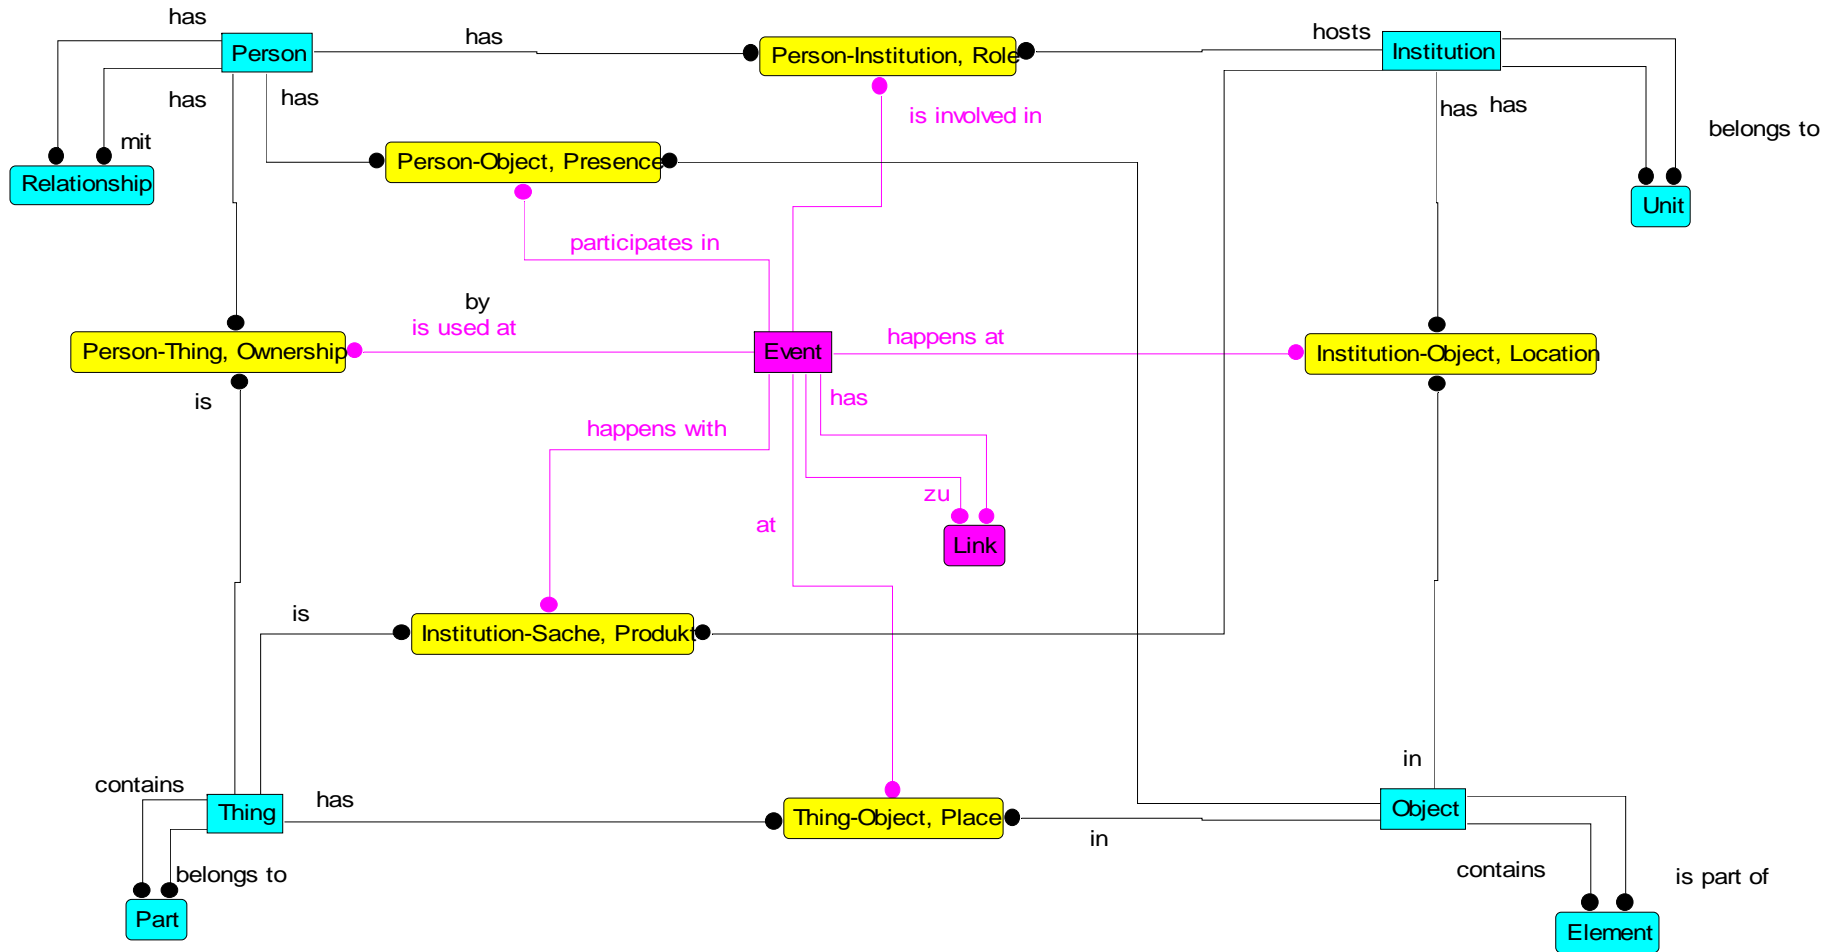 has
Person
has
Person-Institution, Role
hosts
Institution
has
has
is involved in
has
has
belongs to
mit
Person-Object, Presence
Relationship
Unit
participates in
by
is used at
happens at
Person-Thing, Ownership
Event
Institution-Object, Location
is
has
happens with
zu
at
Link
is
Institution-Sache, Produkt
in
contains
has
Thing
Thing-Object, Place
Object
in
belongs to
contains
is part of
Part
Element